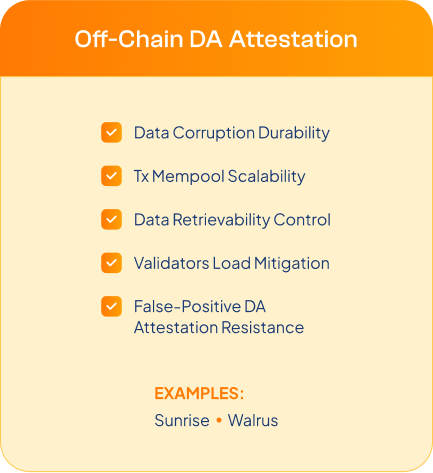 Off-Chain DA Attestation
Data Corruption Durability
Tx Mempool Scalability
Data Retrievability Control
Validators Load Mitigation
False-Positive DA
Attestation Resistance
EXAMPLES:
Sunrise • Walrus